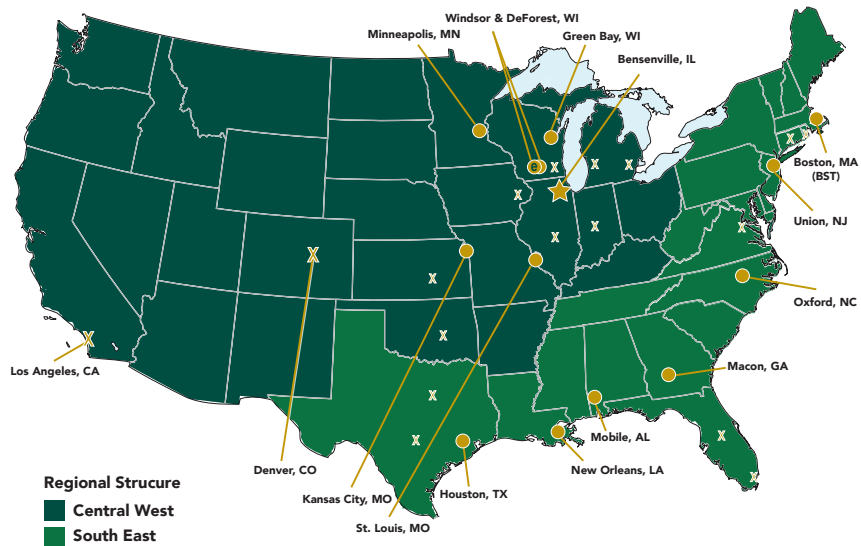 Windsor & DeForest, WI
Minneapolis, MN
Green Bay, WI
Bensenville, IL
Boston, MA
(BST)
Union, NJ
Oxford, NC
Macon, GA
Los Angeles, CA
Mobile, AL
New Orleans, LA
Denver, CO
Kansas City, MO
Houston, TX
St. Louis, MO
Regional Strucure
Central West
South East